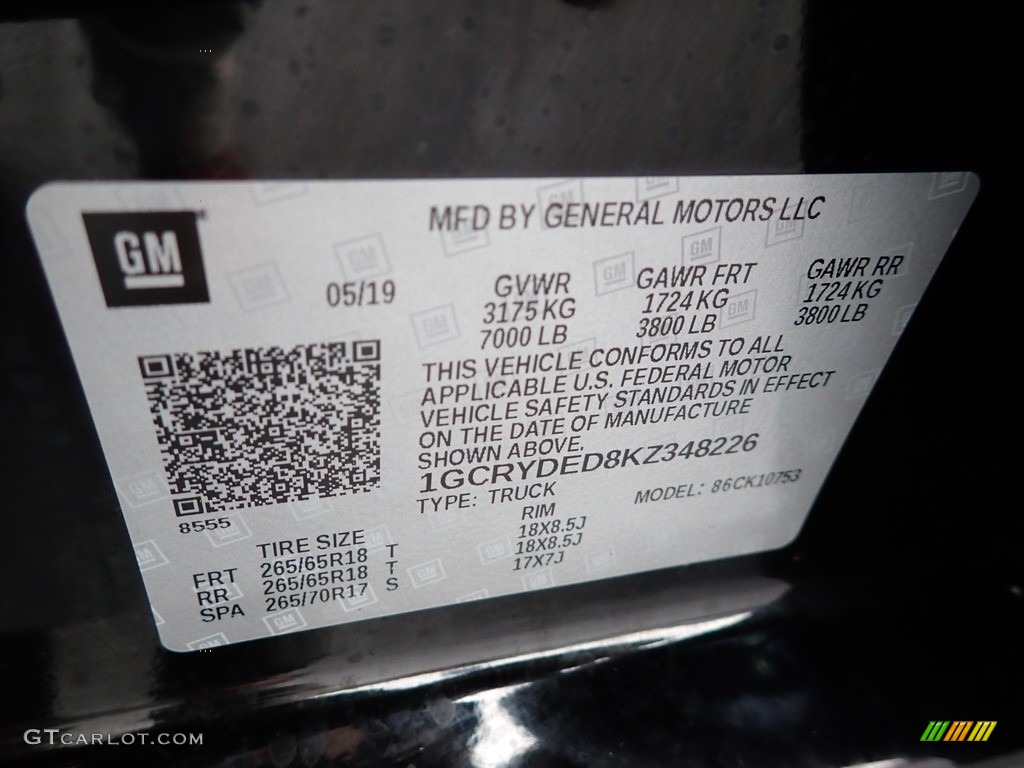 GM
MFD BY GENERAL MOTORS LLC
05/19
GVWR GAWR FRT GAWR RR
3175 KG 1724 KG 1724 KG
7000 LB 3800 LB 3800 LB
THIS VEHICLE CONFORMS TO ALL
APPLICABLE U.S. FEDERAL MOTOR
VEHICLE SAFETY STANDARDS IN EFFECT
ON THE DATE OF MANUFACTURE
SHOWN ABOVE.
1GCRYDED8KZ348226
TYPE: TRUCK MODEL: 86CK10753
8555
TIRE SIZE RIM
FRT 265/65R18 T 18X8.5J
RR 265/65R18 T 18X8.5J
SPA 265/70R17 S 17X7J
GTCARLOT.COM